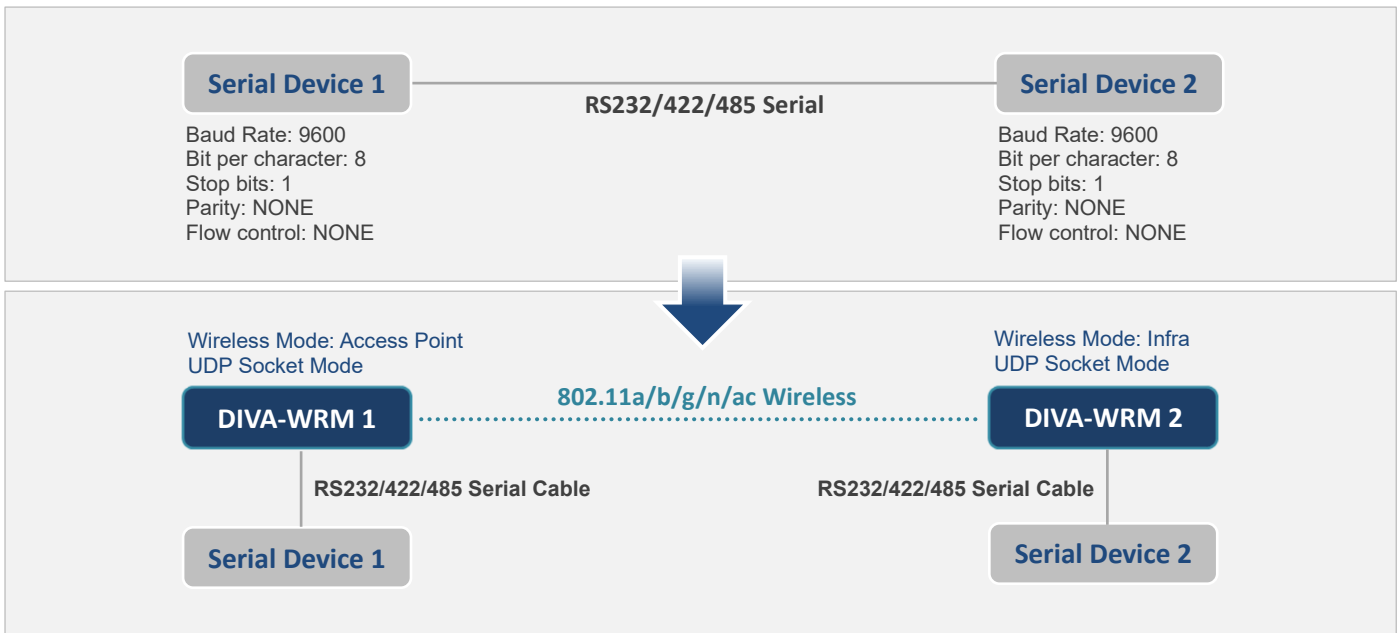 Serial Device 1
RS232/422/485 Serial
Serial Device 2
Baud Rate: 9600
Bit per character: 8
Stop bits: 1
Parity: NONE
Flow control: NONE
Baud Rate: 9600
Bit per character: 8
Stop bits: 1
Parity: NONE
Flow control: NONE
Wireless Mode: Access Point
UDP Socket Mode
Wireless Mode: Infra
UDP Socket Mode
DIVA-WRM 1
802.11a/b/g/n/ac Wireless
DIVA-WRM 2
RS232/422/485 Serial Cable
RS232/422/485 Serial Cable
Serial Device 1
Serial Device 2